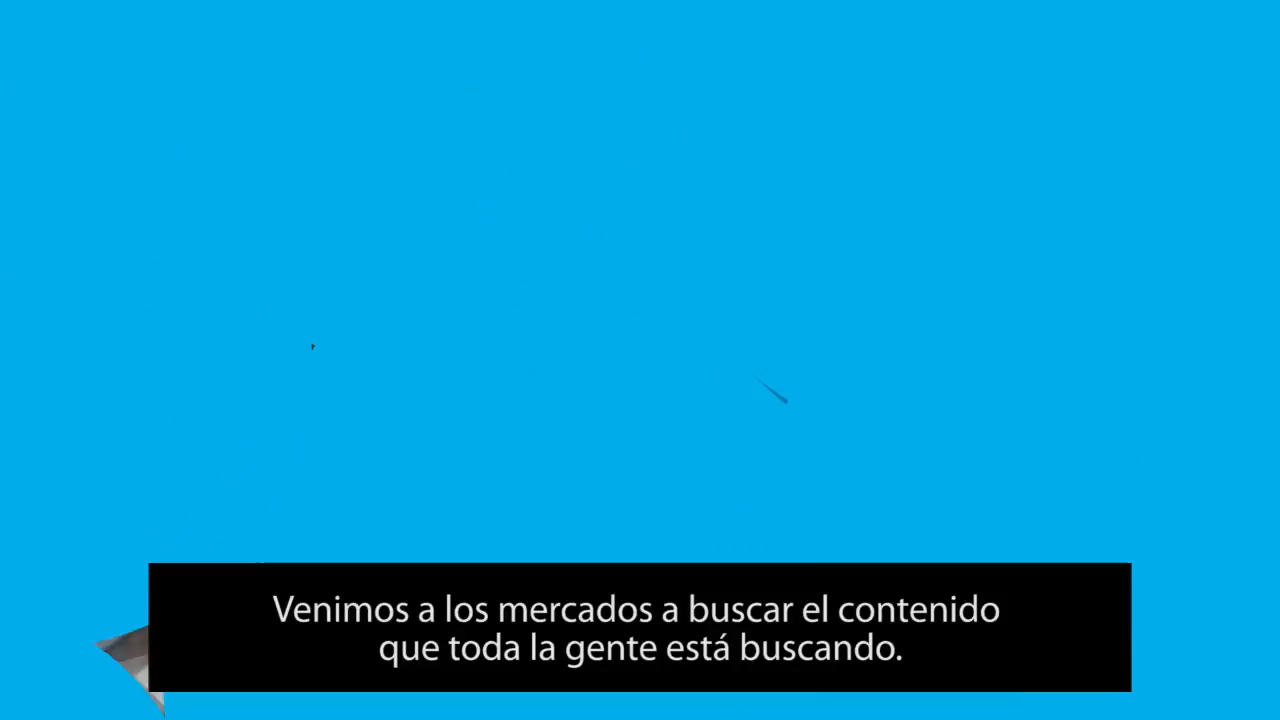 Venimos a los mercados a buscar el contenido
que toda la gente está buscando.